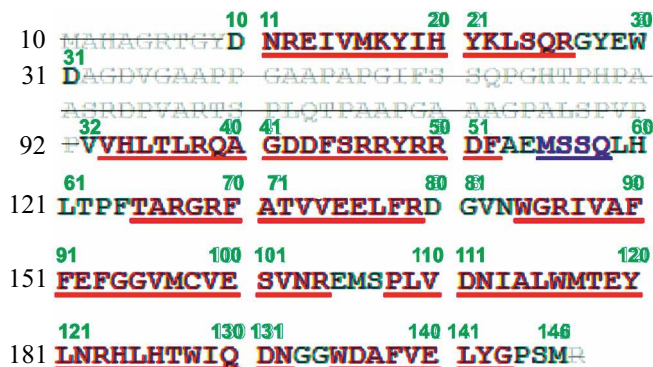 10 11 20 21 30
10 MAHAGRTGYD NREIVMKYIH YKLSQRGYEW
31
31 DAGDVGAAPP GAAPAPGIFS SQPGHTPHPA
ASRDPVARTS PLQTPAAPGA AAGPALSPVP
32 40 41 50 51 60
92 PVVHLTLRQA GDDFSRRYRR DFAEMSSQLH
61 70 71 80 81 90
121 LTPFTARGRF ATVVEELFRD GVNWGRIVAF
91 100 101 110 111 120
151 FEFGGVMCVE SVNREMSPLV DNIALWMTEY
121 130 131 140 141 146
181 LNRHLHTWIQ DNGGWDAFVE LYGPSMR